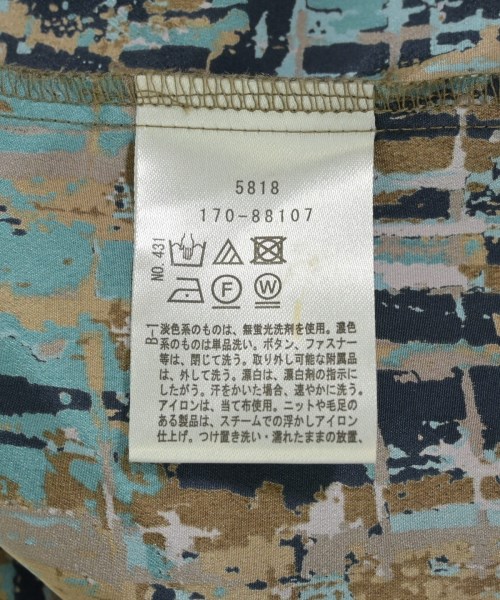 5818
170-88107
NO. 431
F W
B-1
淡色系のものは、無蛍光洗剤を使用。濃色
系のものは単品洗い。ボタン、ファスナー
等は、閉じて洗う。取り外し可能な附属品
は、外して洗う。漂白は、漂白剤の指示に
したがう。汗をかいた場合、速やかに洗う。
アイロンは、当て布使用。ニットや毛足の
ある製品は、スチームでの浮かしアイロン
仕上げ。つけ置き洗い・濡れたままの放置、